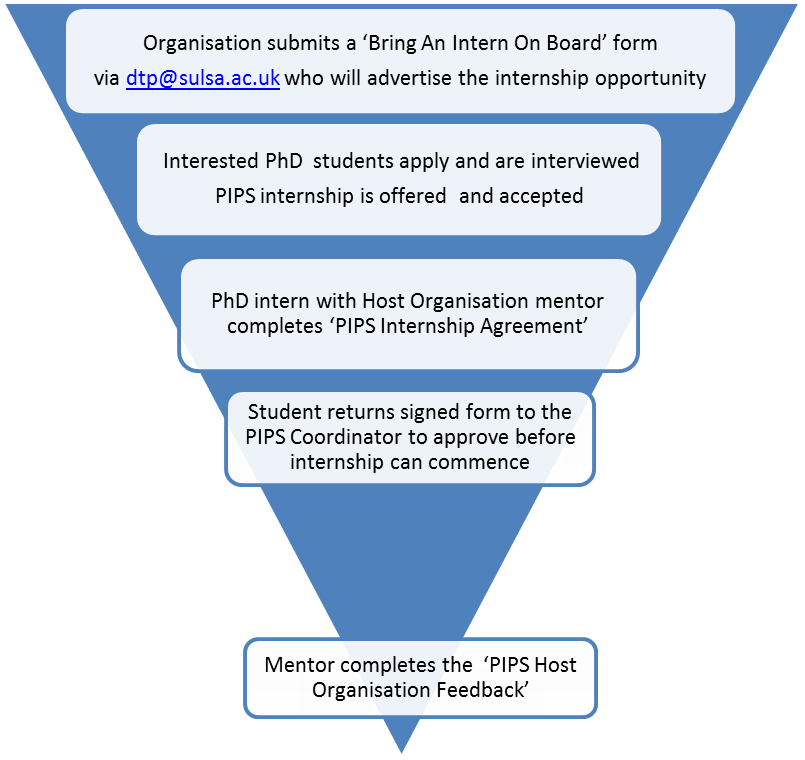 Organisation submits a ‘Bring An Intern On Board’ form
via dtp@sulsa.ac.uk who will advertise the internship opportunity
Interested PhD students apply and are interviewed
PIPS internship is offered and accepted
PhD intern with Host Organisation mentor
completes ‘PIPS Internship Agreement’
Student returns signed form to the
PIPS Coordinator to approve before
internship can commence
Mentor completes the ‘PIPS Host
Organisation Feedback’